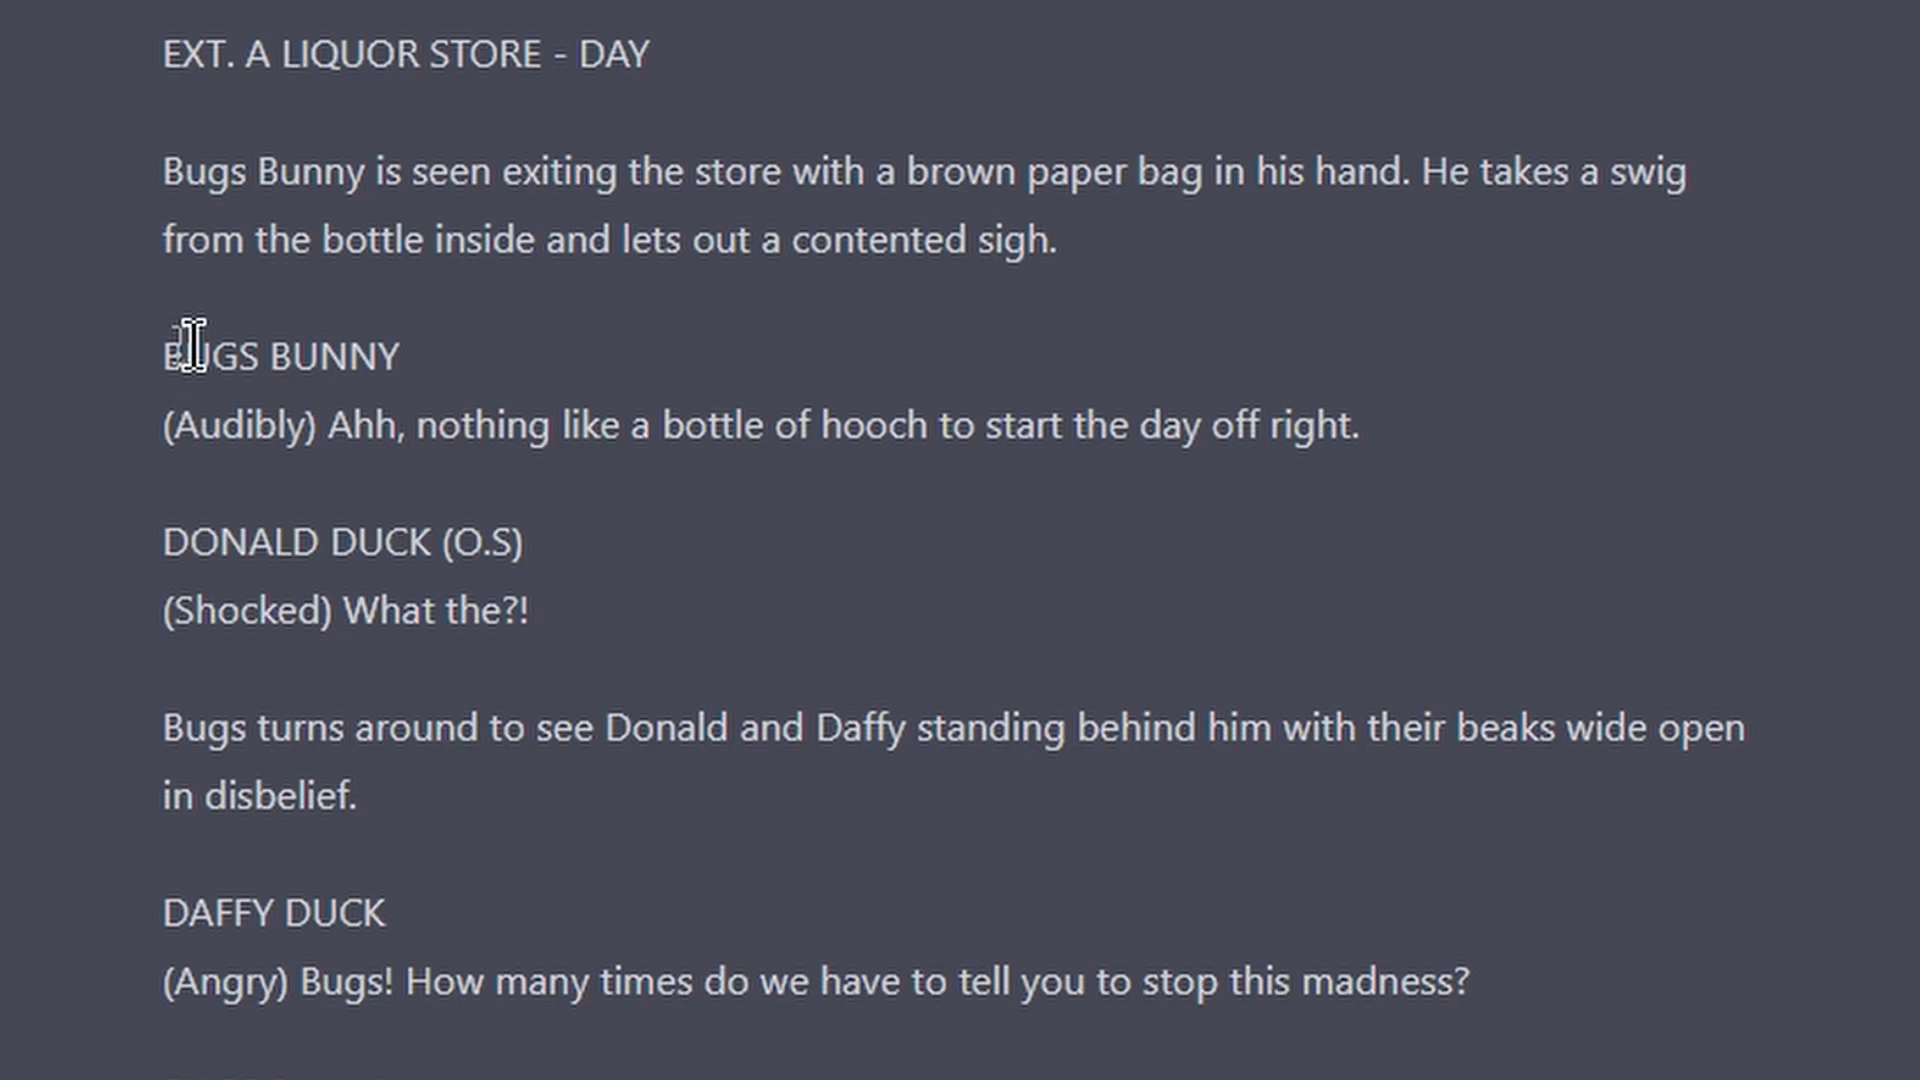 EXT. A LIQUOR STORE - DAY
Bugs Bunny is seen exiting the store with a brown paper bag in his hand. He takes a swig
from the bottle inside and lets out a contented sigh.
BUGS BUNNY
(Audibly) Ahh, nothing like a bottle of hooch to start the day off right.
DONALD DUCK (O.S)
(Shocked) What the?!
Bugs turns around to see Donald and Daffy standing behind him with their beaks wide open
in disbelief.
DAFFY DUCK
(Angry) Bugs! How many times do we have to tell you to stop this madness?